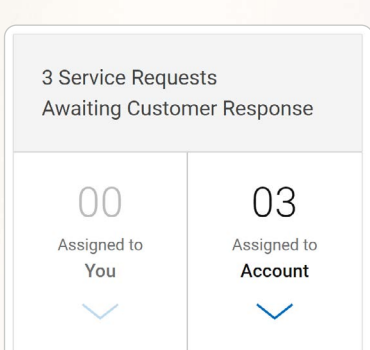 3 Service Requests
Awaiting Customer Response
00
Assigned to
You
03
Assigned to
Account